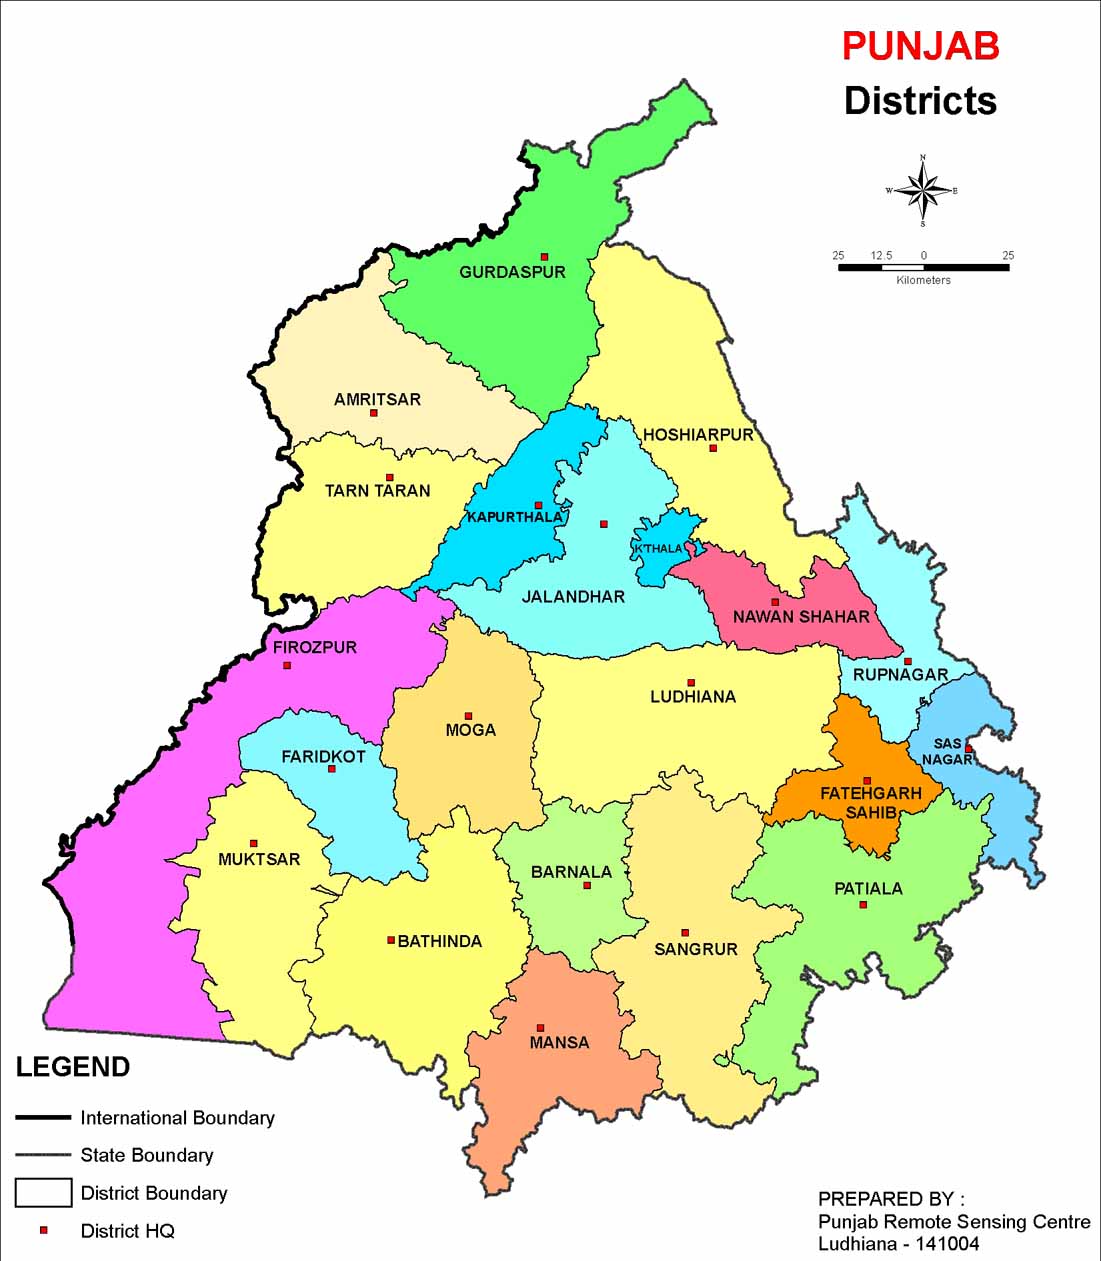 PUNJAB
Districts
N
W E
S
25 12.5 0 25
Kilometers
GURDASPUR
AMRITSAR
HOSHIARPUR
TARN TARAN
KAPURTHALA
K'THALA
JALANDHAR
NAWAN SHAHAR
FIROZPUR
RUPNAGAR
LUDHIANA
MOGA
SAS
NAGAR
FARIDKOT
FATEHGARH
SAHIB
MUKTSAR
BARNALA
PATIALA
BATHINDA
SANGRUR
MANSA
LEGEND
International Boundary
State Boundary
District Boundary
District HQ
PREPARED BY :
Punjab Remote Sensing Centre
Ludhiana - 141004